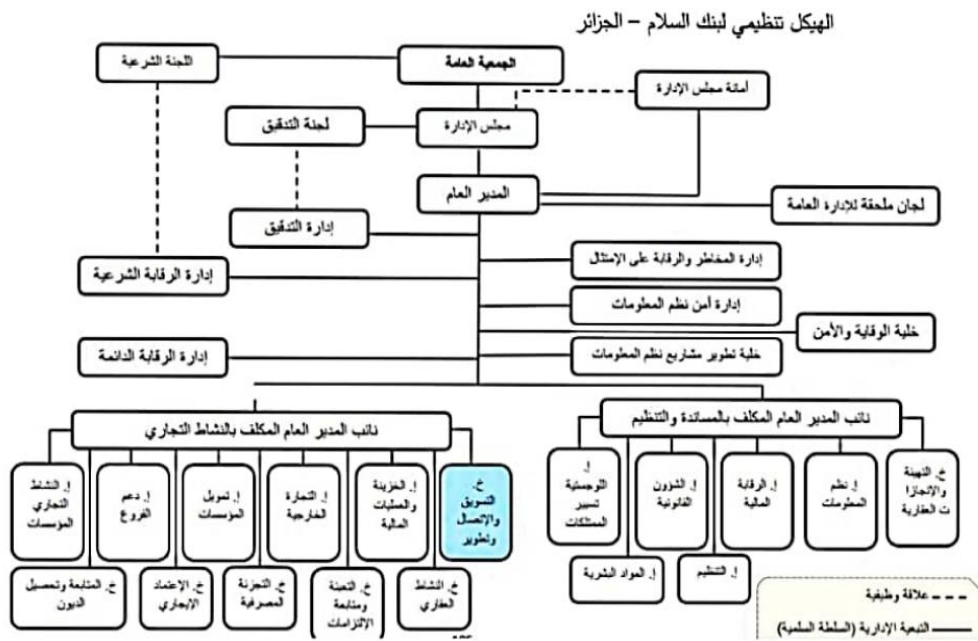 الهيكل تنظيمي لبنك السلام – الجزائر
اللجنة الشرعية
الجمعية العامة
أمانة مجلس الإدارة
لجنة التدقيق
مجلس الإدارة
المدير العام
لجان ملحقة للإدارة العامة
إدارة التدقيق
إدارة المخاطر والرقابة على الإمتثال
إدارة الرقابة الشرعية
إدارة أمن نظم المعلومات
خلية الوقاية والأمن
خلية تطوير مشاريع نظم المعلومات
إدارة الرقابة الدائمة
نائب المدير العام المكلف بالمساندة والتنظيم
نائب المدير العام المكلف بالنشاط التجاري
خ. التهيئة
والإنجازا
ت العقارية
إ. نظم
المعلومات
إ. الرقابة
المالية
إ. الشؤون
القانونية
إ.
اللوجستية
تسيير
الممتلكات
خ.
التسويق
والإتصال
وتطوير
إ. الخزينة
والعمليات
المالية
إ. التجارة
الخارجية
إ. تمويل
المؤسسات
إ. دعم
الفروع
إ. النشاط
التجاري
المؤسسات
إ. التنظيم
إ. المواد البشرية
خ. النشاط
العقاري
خ. التعبئة
ومتابعة
الإلتزامات
خ. التجزئة
المصرفية
خ. الإعتماد
الإيجاري
خ. المتابعة وتحصيل
الديون
علاقة وظيفية
التبعية الإدارية (السلطة السلمية)